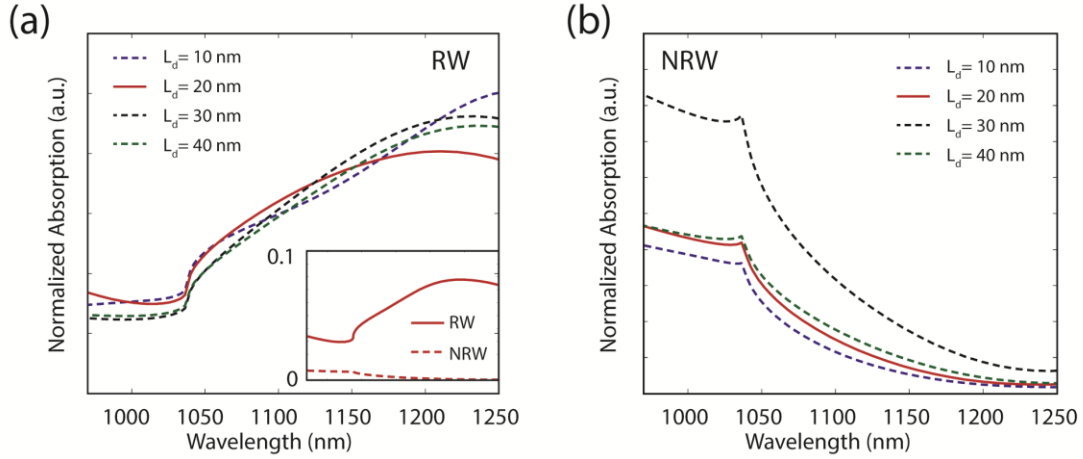 (a)
RW
L_d= 10 nm
L_d= 20 nm
L_d= 30 nm
L_d= 40 nm
Normalized Absorption (a.u.)
0.1
0
RW
NRW
1000 1050 1100 1150 1200 1250
Wavelength (nm)
(b)
NRW
L_d= 10 nm
L_d= 20 nm
L_d= 30 nm
L_d= 40 nm
Normalized Absorption (a.u.)
1000 1050 1100 1150 1200 1250
Wavelength (nm)